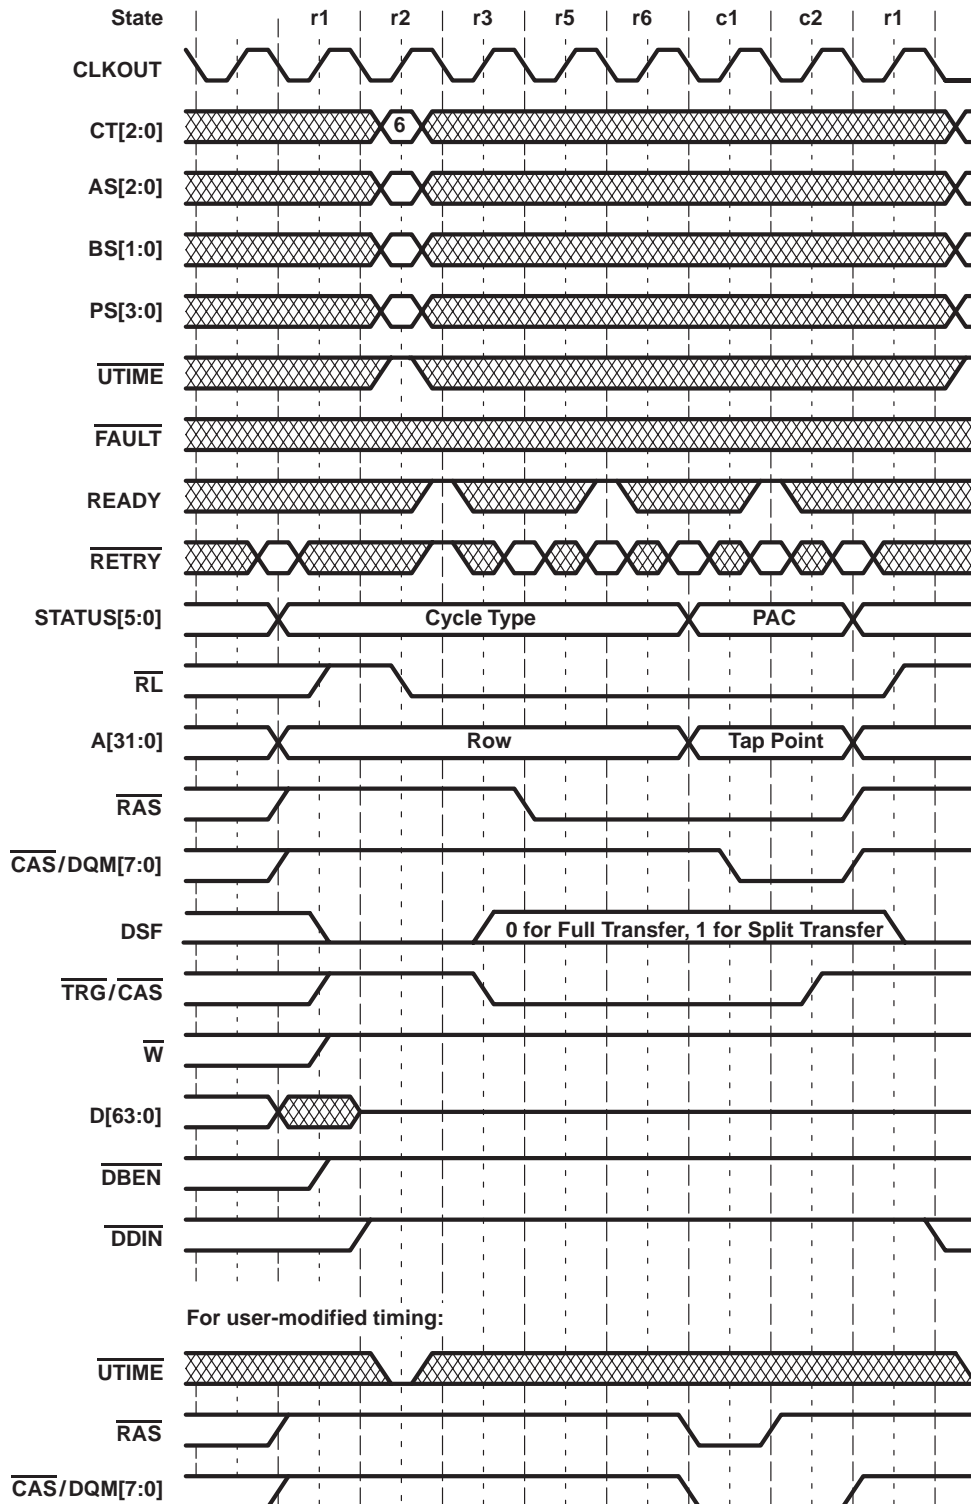 State r1 r2 r3 r5 r6 c1 c2 r1
CLKOUT
CT[2:0] 6
AS[2:0]
BS[1:0]
PS[3:0]
UTIME
FAULT
READY
RETRY
STATUS[5:0] Cycle Type PAC
RL
A[31:0] Row Tap Point
RAS
CAS/DQM[7:0]
DSF 0 for Full Transfer, 1 for Split Transfer
TRG/CAS
W
D[63:0]
DBEN
DDIN
For user-modified timing:
UTIME
RAS
CAS/DQM[7:0]